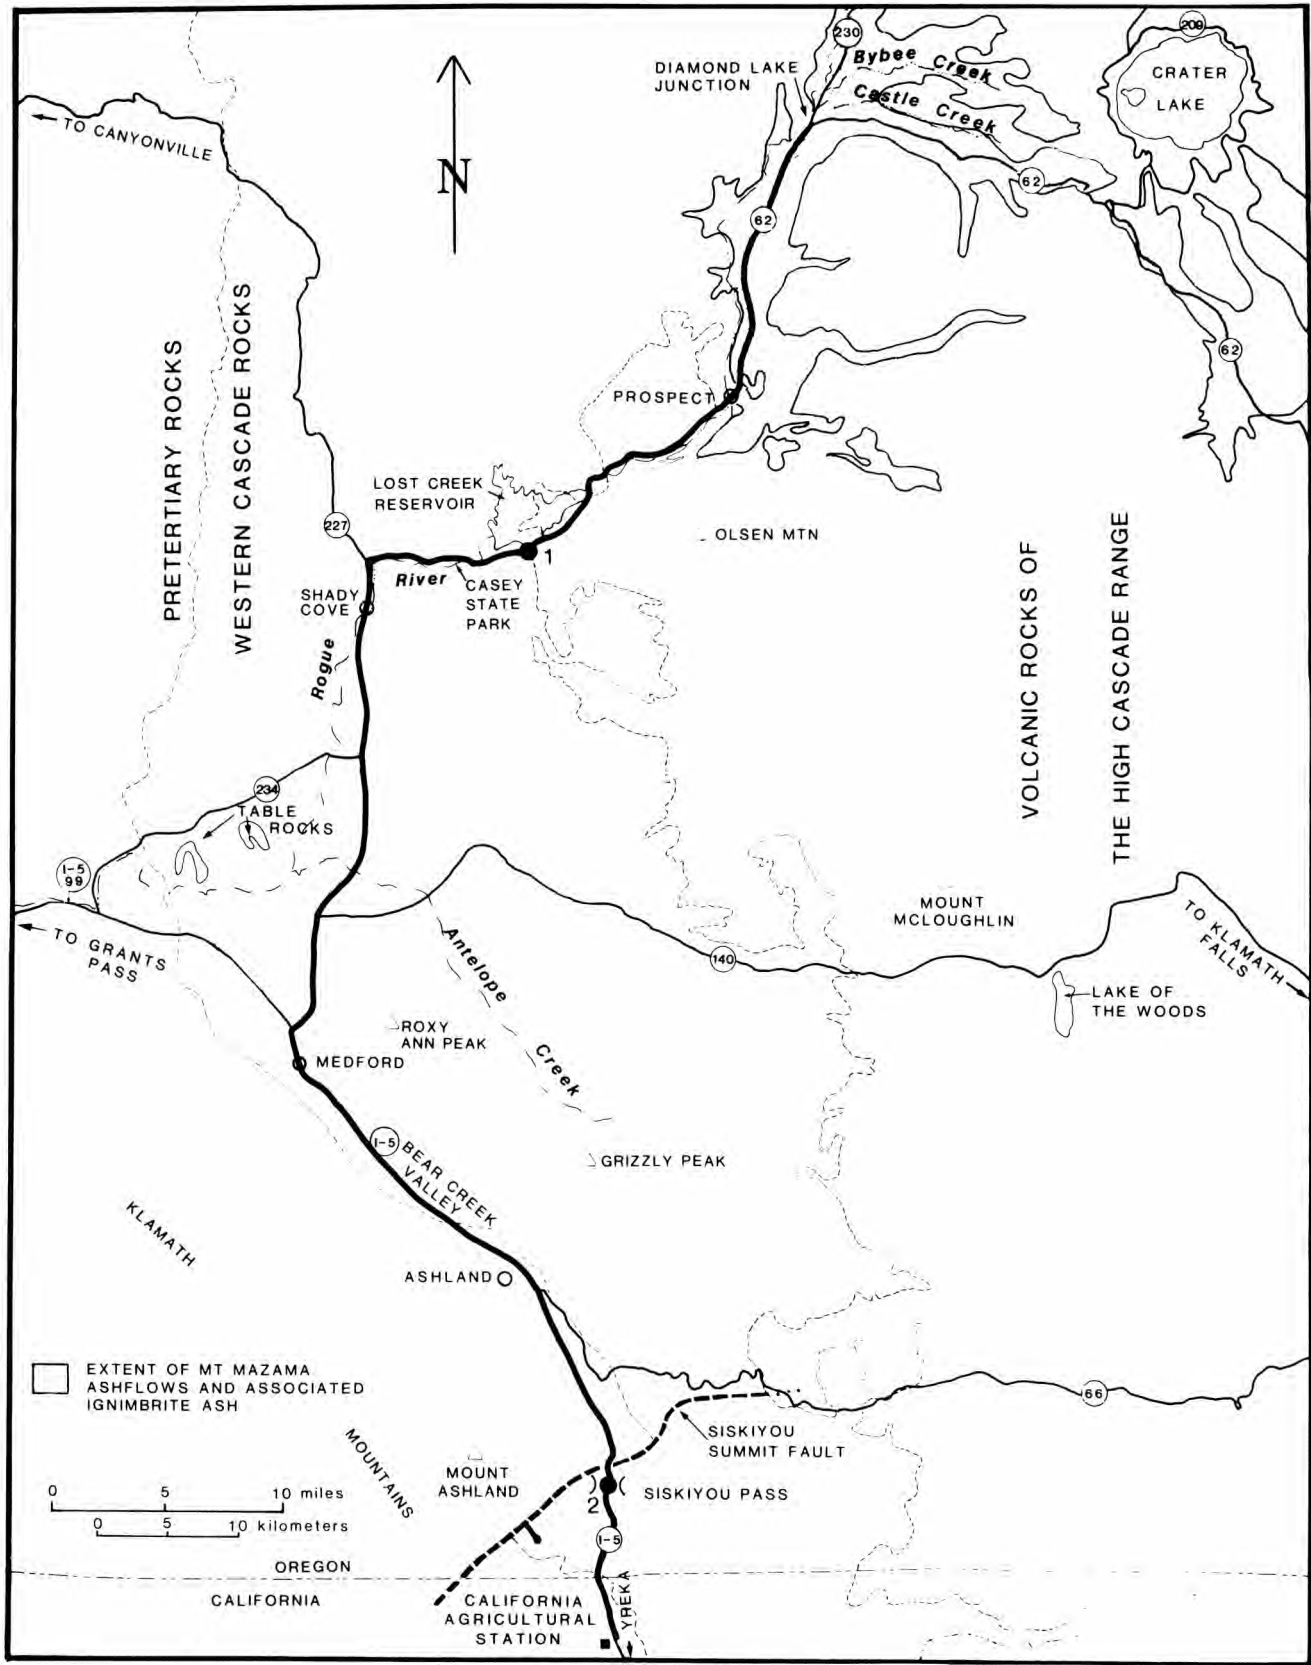 230
Bybee Creek
209
DIAMOND LAKE
JUNCTION
CRATER
LAKE
Castle Creek
TO CANYONVILLE
N
62
62
62
PRETERTIARY ROCKS
WESTERN CASCADE ROCKS
PROSPECT
LOST CREEK
RESERVOIR
227
OLSEN MTN
1
River
CASEY
STATE
PARK
SHADY
COVE
Rogue
VOLCANIC ROCKS OF
THE HIGH CASCADE RANGE
234
TABLE
ROCKS
I-5
99
TO GRANTS
PASS
MOUNT
MCLOUGHLIN
TO KLAMATH
FALLS
Antelope
Creek
140
LAKE OF
THE WOODS
ROXY
ANN PEAK
MEDFORD
I-5
BEAR CREEK
VALLEY
GRIZZLY PEAK
KLAMATH
ASHLAND
EXTENT OF MT MAZAMA
ASHFLOWS AND ASSOCIATED
IGNIMBRITE ASH
66
SISKIYOU
SUMMIT FAULT
MOUNTAINS
MOUNT
ASHLAND
2
SISKIYOU PASS
0 5 10 miles
0 5 10 kilometers
I-5
OREGON
CALIFORNIA
CALIFORNIA
AGRICULTURAL
STATION
YREKA